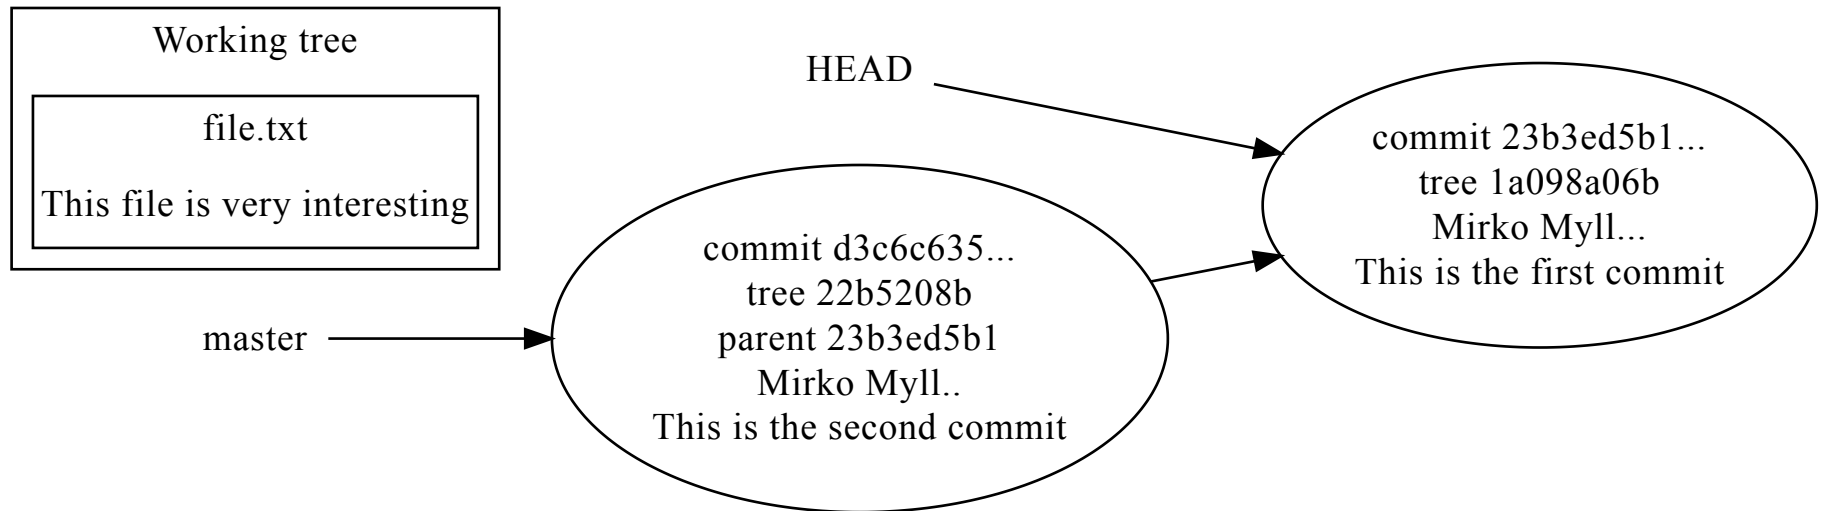 Working tree
file.txt
This file is very interesting
HEAD
master
commit d3c6c635...
tree 22b5208b
parent 23b3ed5b1
Mirko Myll..
This is the second commit
commit 23b3ed5b1...
tree 1a098a06b
Mirko Myll...
This is the first commit